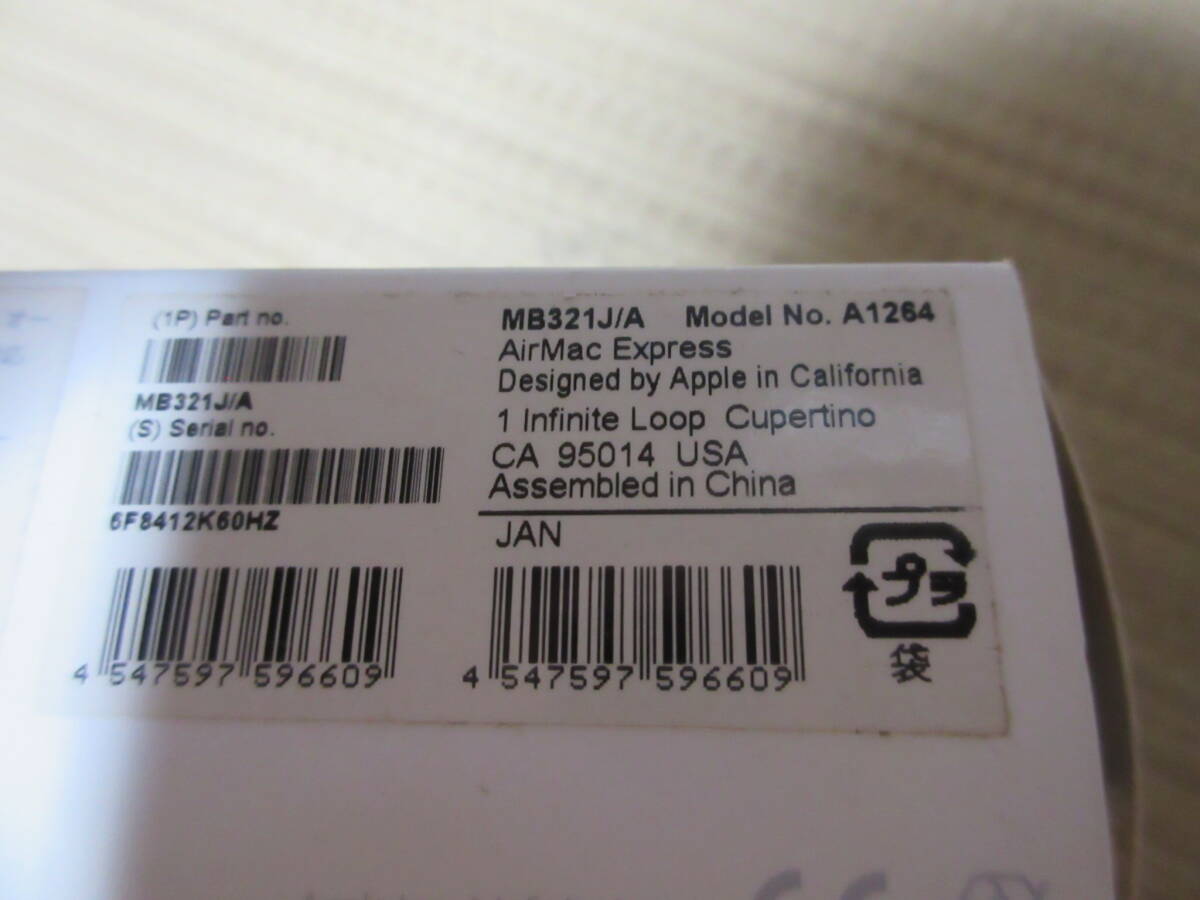 (1P) Part no.
MB321J/A
(S) Serial no.
6F8412K60HZ
4 547597 596609
MB321J/A Model No. A1264
AirMac Express
Designed by Apple in California
1 Infinite Loop Cupertino
CA 95014 USA
Assembled in China
JAN
4 547597 596609
プラ
袋